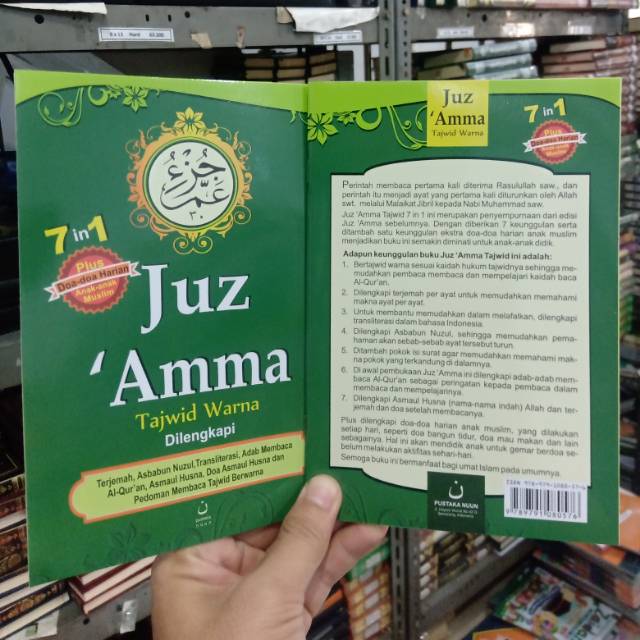 جُزْءُ
عَمَّ
٣٠
7 in 1
Plus
Doa-doa Harian
Anak-anak
Muslim
Juz
'Amma
Tajwid Warna
Dilengkapi
Terjemah, Asbabun Nuzul,Transliterasi, Adab Membaca
Al-Qur'an, Asmaul Husna, Doa Asmaul Husna dan
Pedoman Membaca Tajwid Berwarna
Juz
'Amma
Tajwid Warna
7 in 1
Plus
Doa-doa Harian
Perintah membaca pertama kali diterima Rasulullah saw., dan
perintah itu menjadi ayat yang pertama kali diturunkan oleh Allah
swt. melalui Malaikat Jibril kepada Nabi Muhammad saw.
Juz 'Amma Tajwid 7 in 1 ini merupakan penyempurnaan dari edisi
Juz 'Amma sebelumnya. Dengan diberikan 7 keunggulan serta
ditambah satu keunggulan ekstra doa-doa harian anak muslim
menjadikan buku ini semakin diminati untuk anak-anak didik.
Adapun keunggulan buku Juz 'Amma Tajwid ini adalah:
1. Bertajwid warna sesuai kaidah hukum tajwidnya sehingga me-
mudahkan pembaca membaca dan mempelajari kaidah baca
Al-Qur'an.
2. Dilengkapi terjemah per ayat untuk memudahkan memahami
makna ayat per ayat.
3. Untuk membantu memudahkan dalam melafatkan, dilengkapi
transliterasi dalam bahasa Indonesia.
4. Dilengkapi Asbabun Nuzul, sehingga memudahkan pema-
haman akan sebab-sebab ayat tersebut turun.
5. Ditambah pokok isi surat agar memudahkan memahami mak-
na pokok yang terkandung di dalamnya.
6. Di awal pembukaan Juz 'Amma ini dilengkapi adab-adab mem-
baca Al-Qur'an sebagai peringatan kepada pembaca dalam
membaca dan mempelajarinya.
7. Dilengkapi Asmaul Husna (nama-nama indah) Allah dan ter-
jemah dan doa setelah membacanya.
Plus dilengkapi doa-doa harian anak muslim, yang dilakukan
setiap hari, seperti doa bangun tidur, doa mau makan dan lain
sebagainya. Hal ini akan mendidik anak untuk gemar berdoa se-
belum melakukan aktifitas sehari-hari.
Semoga buku ini bermanfaat bagi umat Islam pada umumnya.
PUSTAKA NUUN